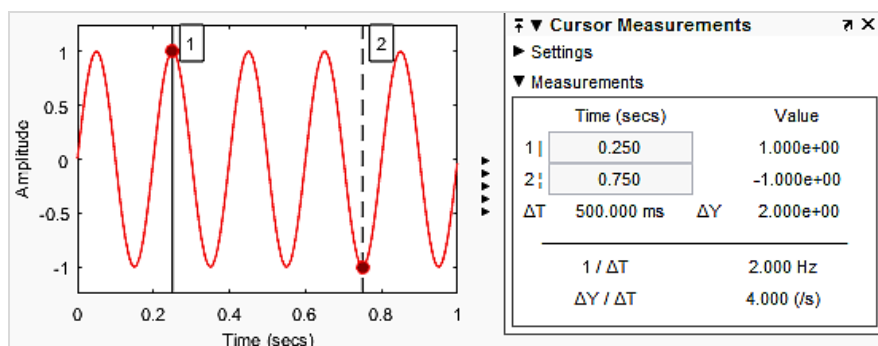 1
2
1
0.5
0
-0.5
-1
Amplitude
0 0.2 0.4 0.6 0.8 1
Time (secs)
Cursor Measurements
Settings
Measurements
Time (secs) Value
1 | 0.250 1.000e+00
2 ¦ 0.750 -1.000e+00
ΔT 500.000 ms ΔY 2.000e+00
1 / ΔT 2.000 Hz
ΔY / ΔT 4.000 (/s)